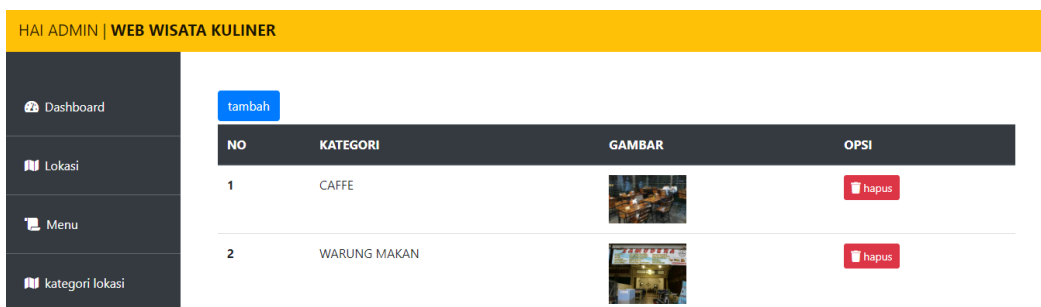 HAI ADMIN | WEB WISATA KULINER
Dashboard
Lokasi
Menu
kategori lokasi
tambah
NO KATEGORI GAMBAR OPSI
1 CAFFE hapus
2 WARUNG MAKAN hapus